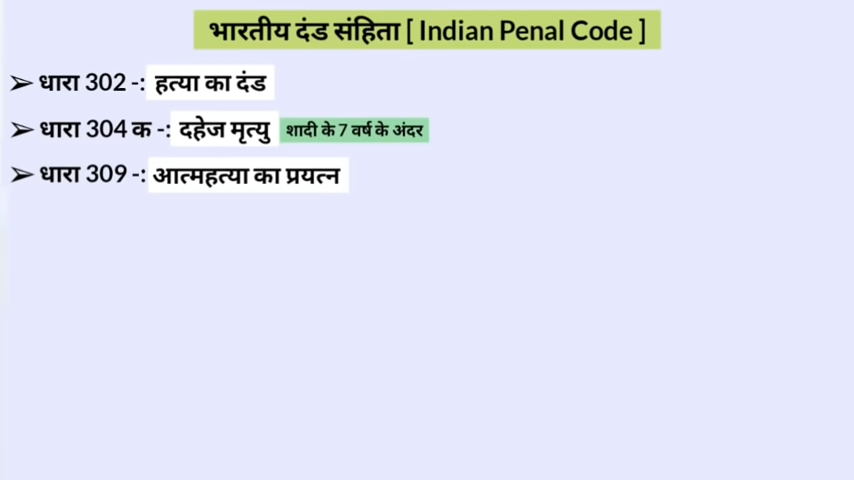 भारतीय दंड संहिता [ Indian Penal Code ]
➢ धारा 302 -: हत्या का दंड
➢ धारा 304 क -: दहेज मृत्यु शादी के 7 वर्ष के अंदर
➢ धारा 309 -: आत्महत्या का प्रयत्न